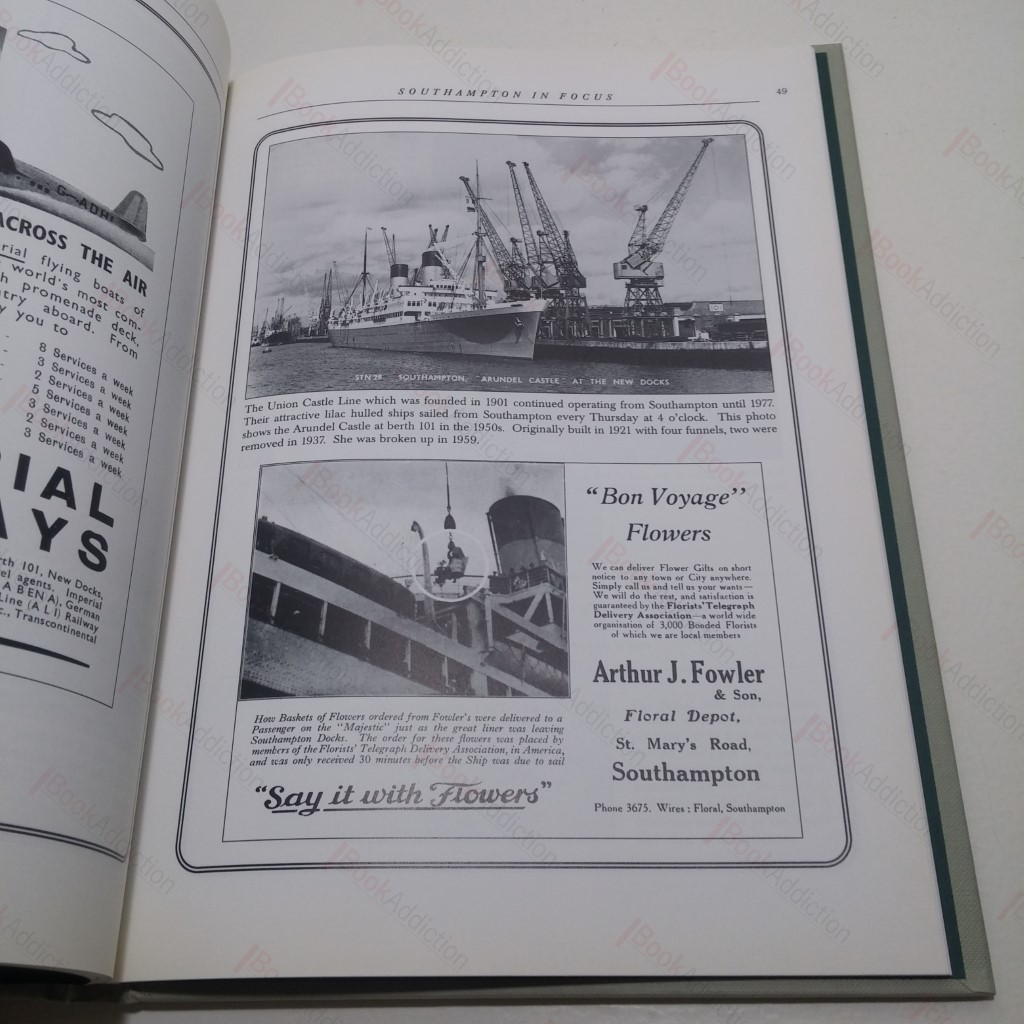 G-ADHL
ACROSS THE AIR
rial flying boats of
world's most com-
h promenade deck,
ntry aboard. From
y you to
8 Services a week
3 Services a week
2 Services a week
5 Services a week
3 Services a week
2 Services a week
3 Services a week
IAL
AYS
rth 101, New Docks,
el agents, Imperial
ABENA), German
Line (ALI) Railway
c., Transcontinental
SOUTHAMPTON IN FOCUS
49
STN 28 SOUTHAMPTON, "ARUNDEL CASTLE" AT THE NEW DOCKS
The Union Castle Line which was founded in 1901 continued operating from Southampton until 1977.
Their attractive lilac hulled ships sailed from Southampton every Thursday at 4 o'clock. This photo
shows the Arundel Castle at berth 101 in the 1950s. Originally built in 1921 with four funnels, two were
removed in 1937. She was broken up in 1959.
"Bon Voyage"
Flowers
We can deliver Flower Gifts on short
notice to any town or City anywhere.
Simply call us and tell us your wants—
We will do the rest, and satisfaction is
guaranteed by the Florists' Telegraph
Delivery Association—a world wide
organisation of 3,000 Bonded Florists
of which we are local members
Arthur J. Fowler
& Son,
Floral Depot,
St. Mary's Road,
Southampton
Phone 3675. Wires : Floral, Southampton
How Baskets of Flowers ordered from Fowler's were delivered to a
Passenger on the "Majestic" just as the great liner was leaving
Southampton Docks. The order for these flowers was placed by
members of the Florists' Telegraph Delivery Association, in America,
and was only received 30 minutes before the Ship was due to sail
"Say it with Flowers"
BookAddiction